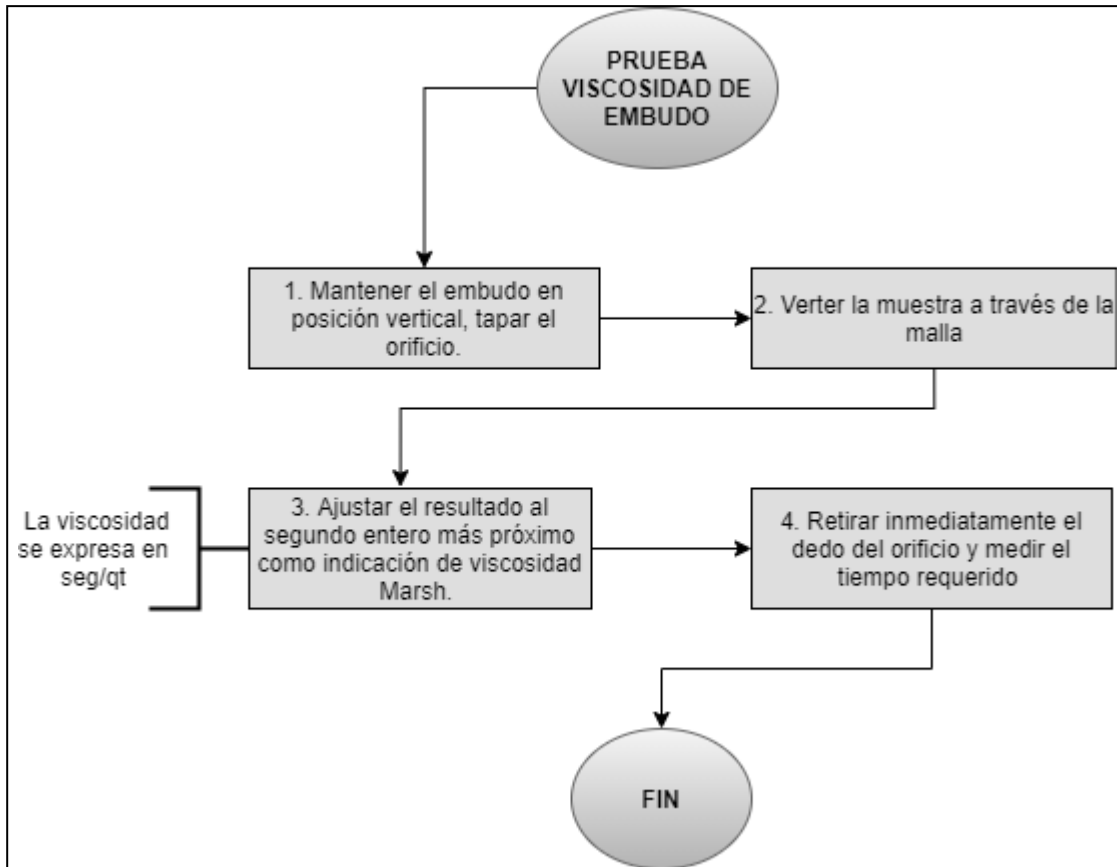 PRUEBA
VISCOSIDAD DE
EMBUDO
1. Mantener el embudo en
posición vertical, tapar el
orificio.
2. Verter la muestra a través de la
malla
La viscosidad
se expresa en
seg/qt
3. Ajustar el resultado al
segundo entero más próximo
como indicación de viscosidad
Marsh.
4. Retirar inmediatamente el
dedo del orificio y medir el
tiempo requerido
FIN